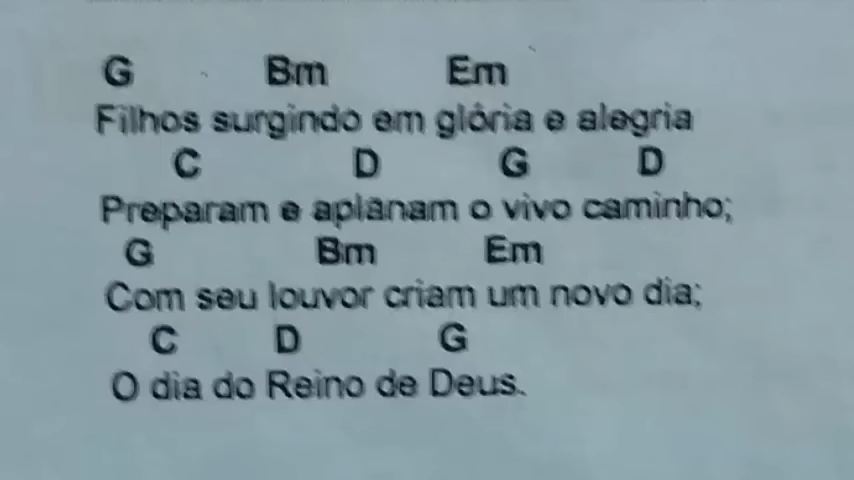 G Bm Em
Filhos surgindo em glória e alegria
C D G D
Preparam e aplanam o vivo caminho;
G Bm Em
Com seu louvor criam um novo dia;
C D G
O dia do Reino de Deus.